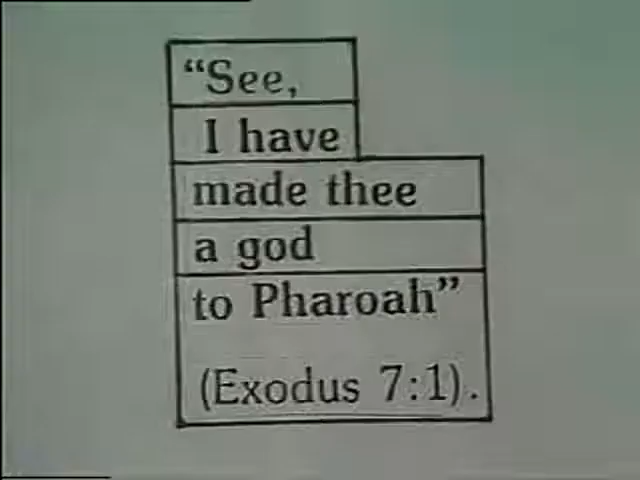 “See,
I have
made thee
a god
to Pharoah”
(Exodus 7:1).